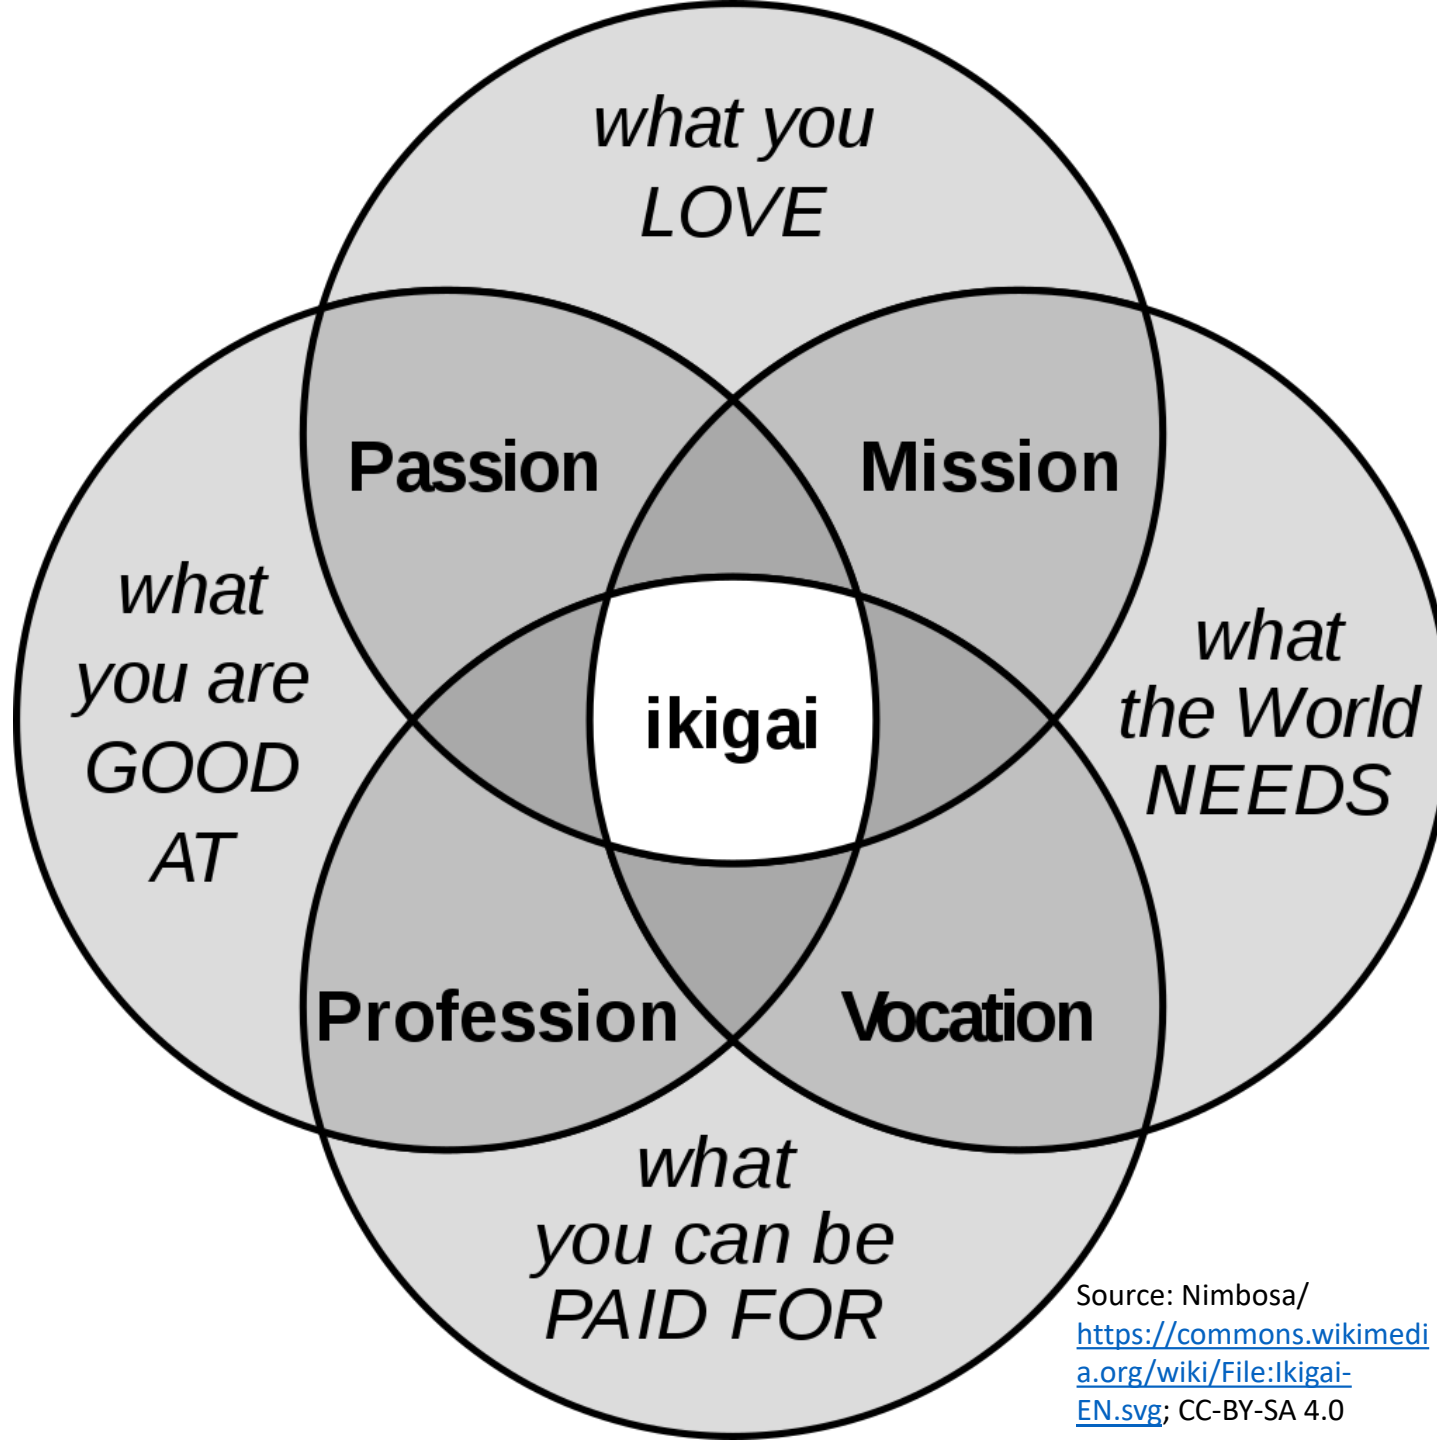 what you
LOVE
Passion
Mission
what
you are
GOOD
AT
ikigai
what
the World
NEEDS
Profession
Vocation
what
you can be
PAID FOR
Source: Nimbosa/
https://commons.wikimedi
a.org/wiki/File:Ikigai-
EN.svg; CC-BY-SA 4.0